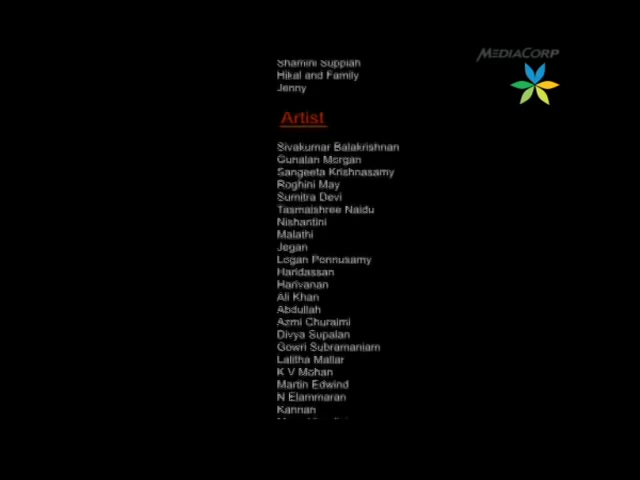 MEDIACORP
Shamini Suppiah
Hikal and Family
Jenny
Artist
Sivakumar Balakrishnan
Gunalan Morgan
Sangeeta Krishnasamy
Roghini May
Sumitra Devi
Tasmaishree Naidu
Nishantini
Malathi
Jegan
Logan Ponnusamy
Haridassan
Harivanan
Ali Khan
Abdullah
Azmi Churaimi
Divya Supalan
Gowri Subramaniam
Lalitha Mallar
K V Mohan
Martin Edwind
N Elammaran
Kannan